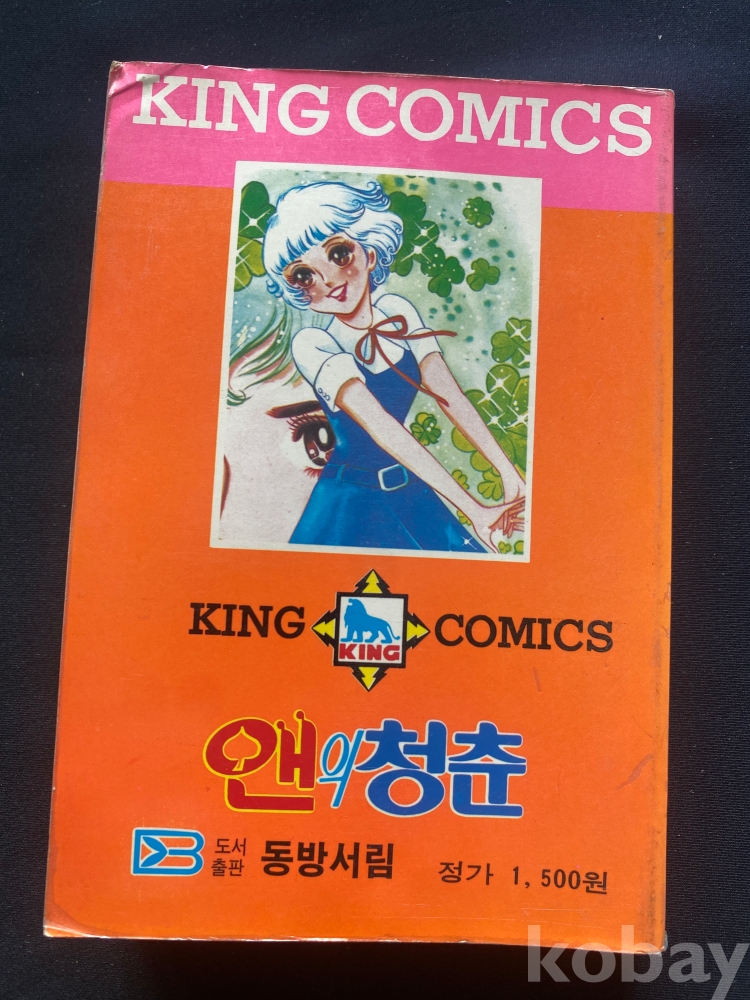 KING COMICS
KING KING COMICS
앤의 청춘
도서
출판 동방서림 정가 1,500원
kobay